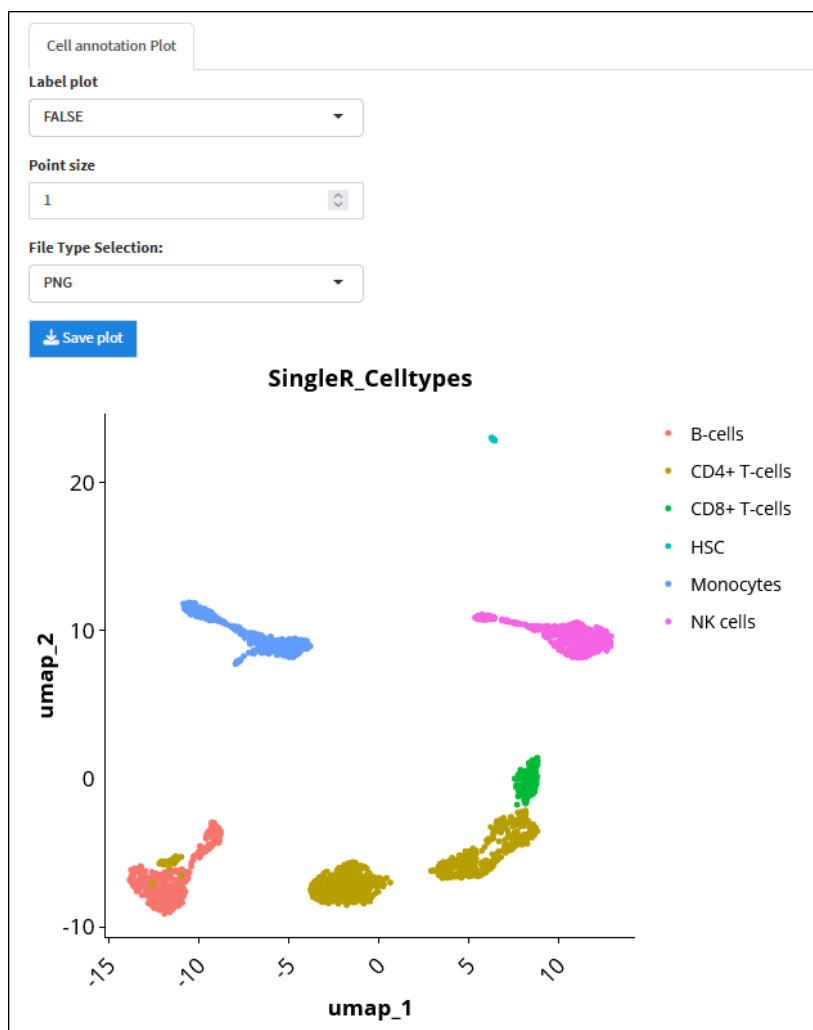 Cell annotation Plot
Label plot
FALSE
Point size
1
File Type Selection:
PNG
Save plot
SingleR_Celltypes
B-cells
CD4+ T-cells
CD8+ T-cells
HSC
Monocytes
NK cells
umap_2
20
10
0
-10
-15
-10
-5
0
5
10
umap_1